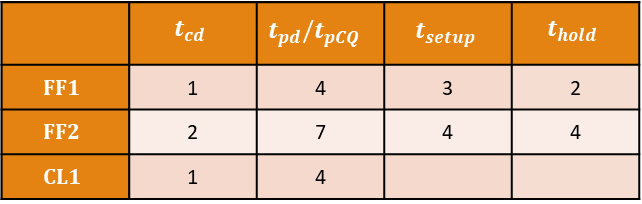 t_cd t_pd/t_pCQ t_setup t_hold
FF1 1 4 3 2
FF2 2 7 4 4
CL1 1 4